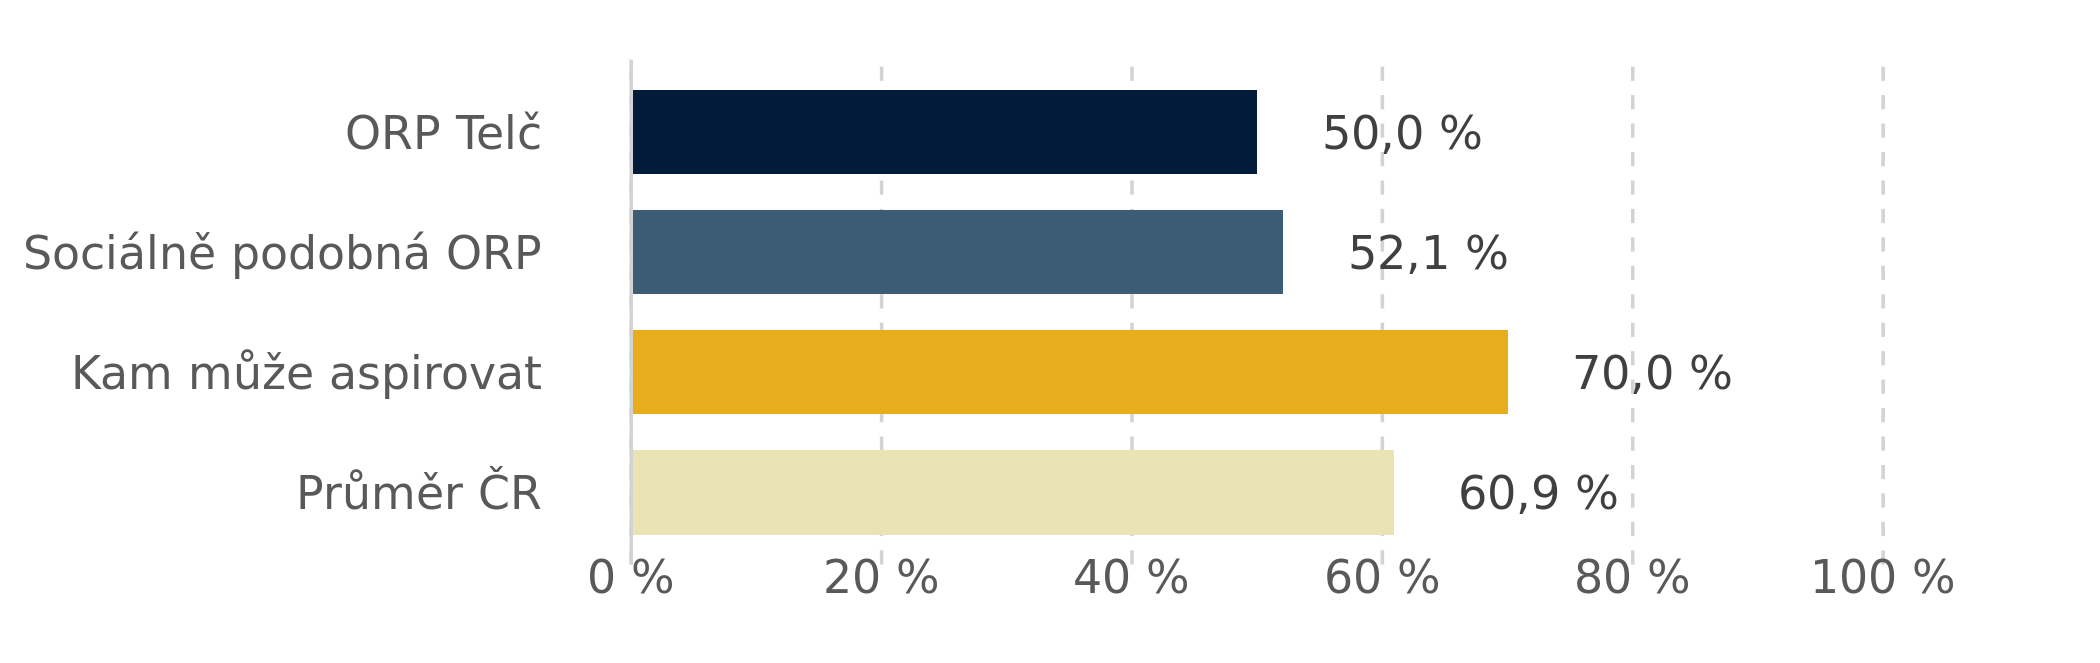 ORP Telč
50,0 %
Sociálně podobná ORP
52,1 %
Kam může aspirovat
70,0 %
Průměr ČR
60,9 %
0 %
20 %
40 %
60 %
80 %
100 %